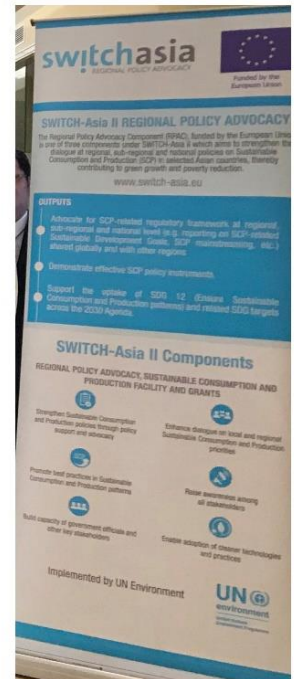 switchasia
REGIONAL POLICY ADVOCACY
Funded by the
European Union
SWITCH-Asia II REGIONAL POLICY ADVOCACY
The Regional Policy Advocacy Component (RPAC), funded by the European Union
is one of three components under SWITCH-Asia II which aims to strengthen the
dialogue at regional, sub-regional and national policies on Sustainable
Consumption and Production (SCP) in selected Asian countries, thereby
contributing to green growth and poverty reduction.
www.switch-asia.eu
OUTPUTS
Advocate for SCP-related regulatory framework at regional,
sub-regional and national level (e.g. reporting on SCP-related
Sustainable Development Goals, SCP mainstreaming, etc.)
shared globally and with other regions
Demonstrate effective SCP policy instruments
Support the uptake of SDG 12 (Ensure Sustainable
Consumption and Production patterns) and related SDG targets
across the 2030 Agenda.
SWITCH-Asia II Components
REGIONAL POLICY ADVOCACY, SUSTAINABLE CONSUMPTION AND
PRODUCTION FACILITY AND GRANTS
Strengthen Sustainable Consumption
and Production policies through policy
support and advocacy
Enhance dialogue on local and regional
Sustainable Consumption and Production
priorities
Promote best practices in Sustainable
Consumption and Production patterns
Raise awareness among
all stakeholders
Build capacity of government officials and
other key stakeholders
Enable adoption of cleaner technologies
and practices
Implemented by UN Environment
UN
environment
United Nations
Environment Programme